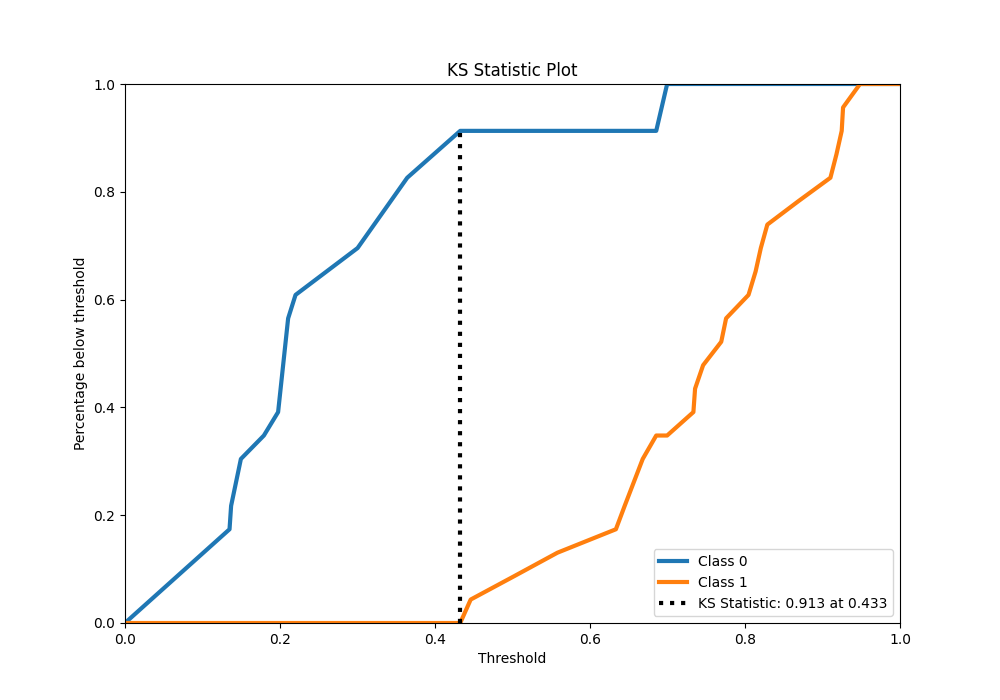 KS Statistic Plot
1.0
0.8
0.6
0.4
0.2
0.0
Percentage below threshold
0.0 0.2 0.4 0.6 0.8 1.0
Threshold
Class 0
Class 1
KS Statistic: 0.913 at 0.433